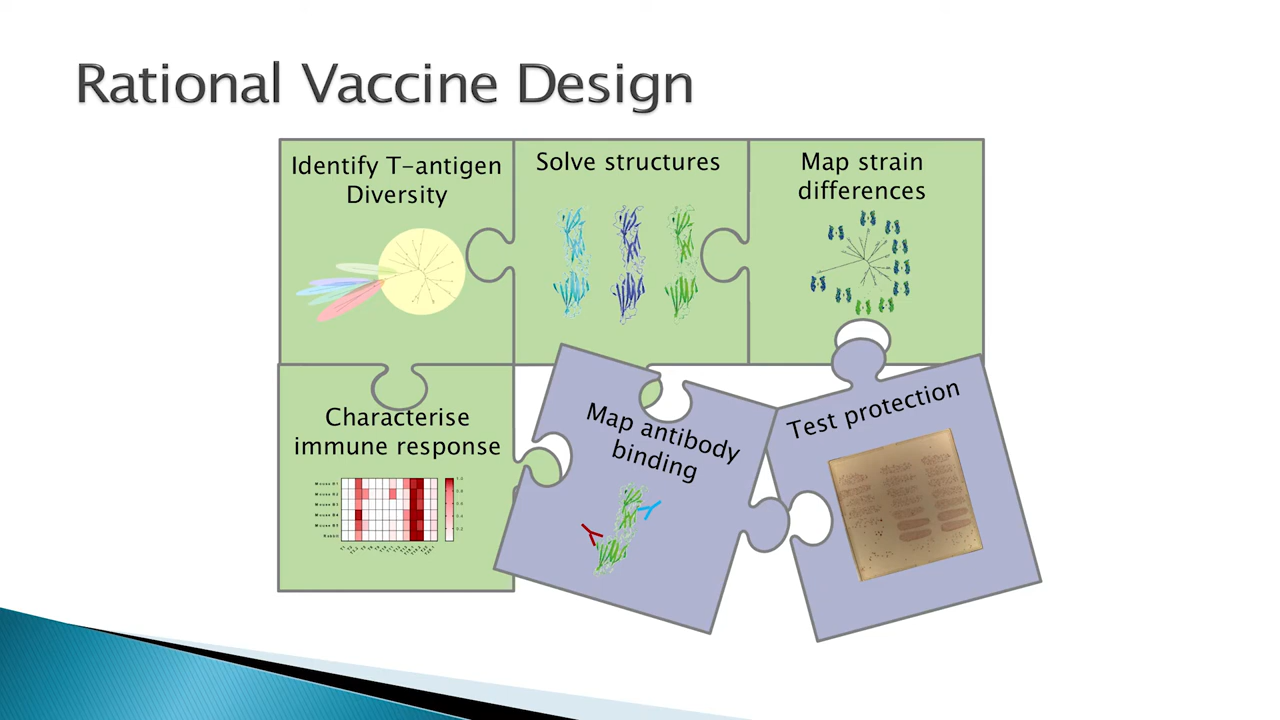 Rational Vaccine Design
Identify T-antigen
Diversity
Solve structures
Map strain
differences
Characterise
immune response
Map antibody
binding
Test protection